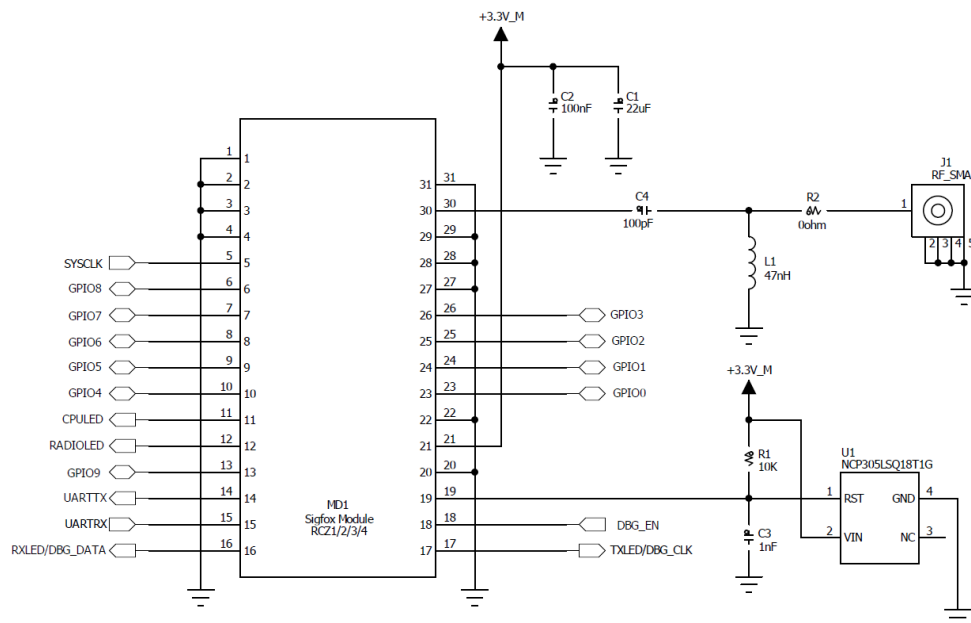 +3.3V_M
C2
100nF
C1
22uF
1
1
2
2
3
3
4
4
SYSCLK
5
5
GPIO8
6
6
GPIO7
7
7
GPIO6
8
8
GPIO5
9
9
GPIO4
10
10
CPULED
11
11
RADIOLED
12
12
GPIO9
13
13
UARTTX
14
14
UARTRX
15
15
RXLED/DBG_DATA
16
16
MD1
Sigfox Module
RCZ1/2/3/4
31
31
30
30
29
29
28
28
27
27
26
26
GPIO3
25
25
GPIO2
24
24
GPIO1
23
23
GPIO0
22
22
21
21
20
20
19
19
18
18
DBG_EN
17
17
TXLED/DBG_CLK
C4
100pF
R2
0ohm
L1
47nH
J1
RF_SMA
1
2
3
4
5
+3.3V_M
R1
10K
C3
1nF
U1
NCP305LSQ18T1G
1
RST
GND
4
2
VIN
NC
3